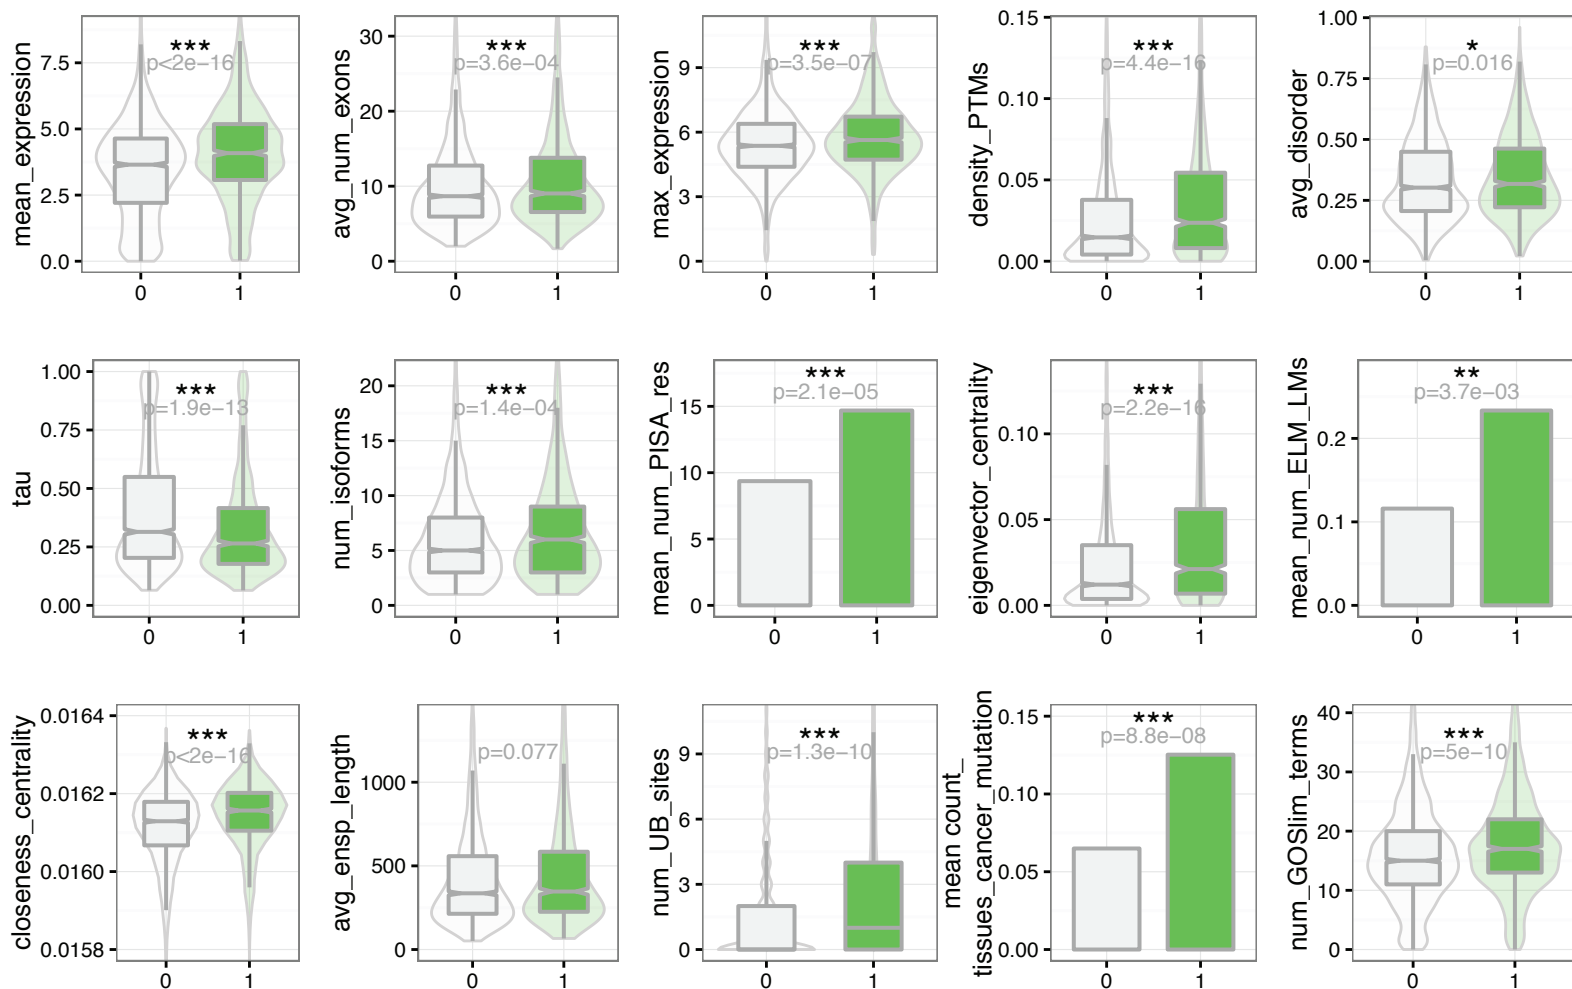 mean_expression
7.5
5.0
2.5
0.0
***
p<2e−16
0 1
avg_num_exons
30
20
10
0
***
p=3.6e−04
0 1
max_expression
9
6
3
0
***
p=3.5e−07
0 1
density_PTMs
0.15
0.10
0.05
0.00
***
p=4.4e−16
0 1
avg_disorder
1.00
0.75
0.50
0.25
0.00
*
p=0.016
0 1
tau
1.00
0.75
0.50
0.25
0.00
***
p=1.9e−13
0 1
num_isoforms
20
15
10
5
0
***
p=1.4e−04
0 1
mean_num_PISA_res
15
10
5
0
***
p=2.1e−05
0 1
eigenvector_centrality
0.10
0.05
0.00
***
p=2.2e−16
0 1
mean_num_ELM_LMs
0.2
0.1
0.0
**
p=3.7e−03
0 1
closeness_centrality
0.0164
0.0162
0.0160
0.0158
***
p<2e−16
0 1
avg_ensp_length
1000
500
0
p=0.077
0 1
num_UB_sites
9
6
3
0
***
p=1.3e−10
0 1
mean count_
tissues_cancer_mutation
0.15
0.10
0.05
0.00
***
p=8.8e−08
0 1
num_GOSlim_terms
40
30
20
10
0
***
p=5e−10
0 1